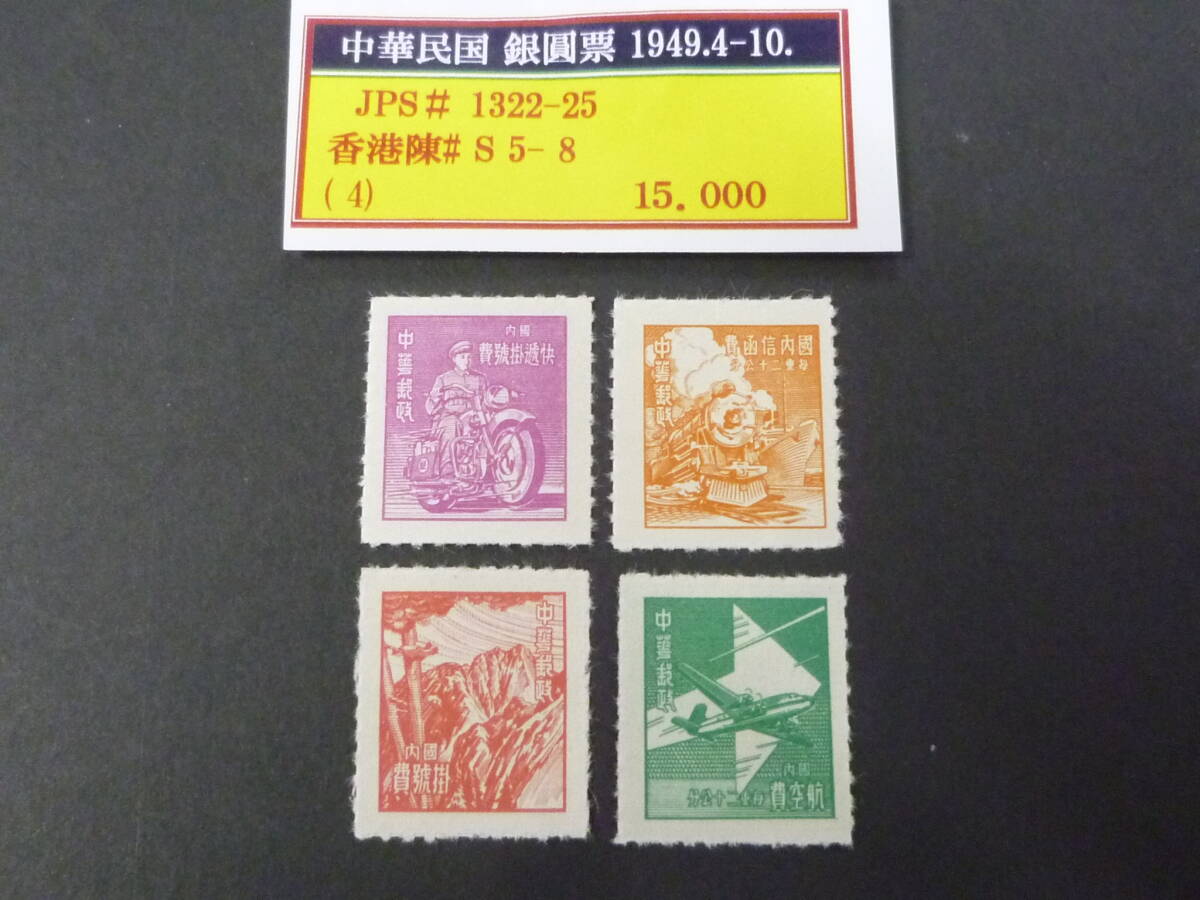 中華民国 銀圓票 1949.4-10.
JPS# 1322-25
香港陳# S 5- 8
( 4) 15. 000
中華郵政
內國
費號掛遞快
中華郵政
費函信內國
分公十二重每
中華郵政
內國
費號掛
中華郵政
內國
費空航
分公十二重每